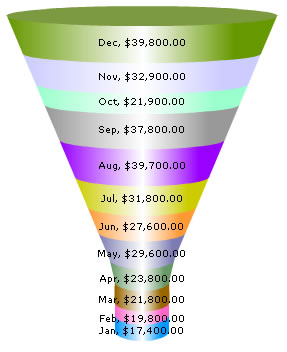 Dec, $39,800.00
Nov, $32,900.00
Oct, $21,900.00
Sep, $37,800.00
Aug, $39,700.00
Jul, $31,800.00
Jun, $27,600.00
May, $29,600.00
Apr, $23,800.00
Mar, $21,800.00
Feb, $19,800.00
Jan, $17,400.00